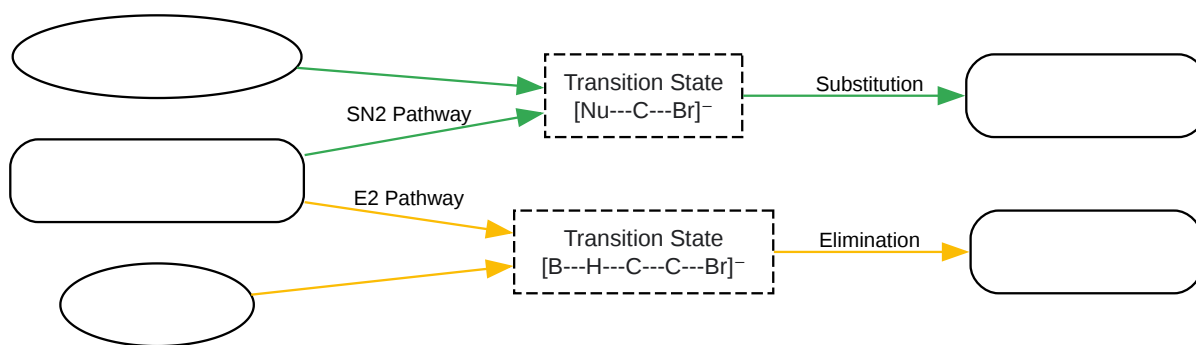 Transition State
[Nu---C---Br]⁻
Substitution
SN2 Pathway
E2 Pathway
Transition State
[B---H---C---C---Br]⁻
Elimination